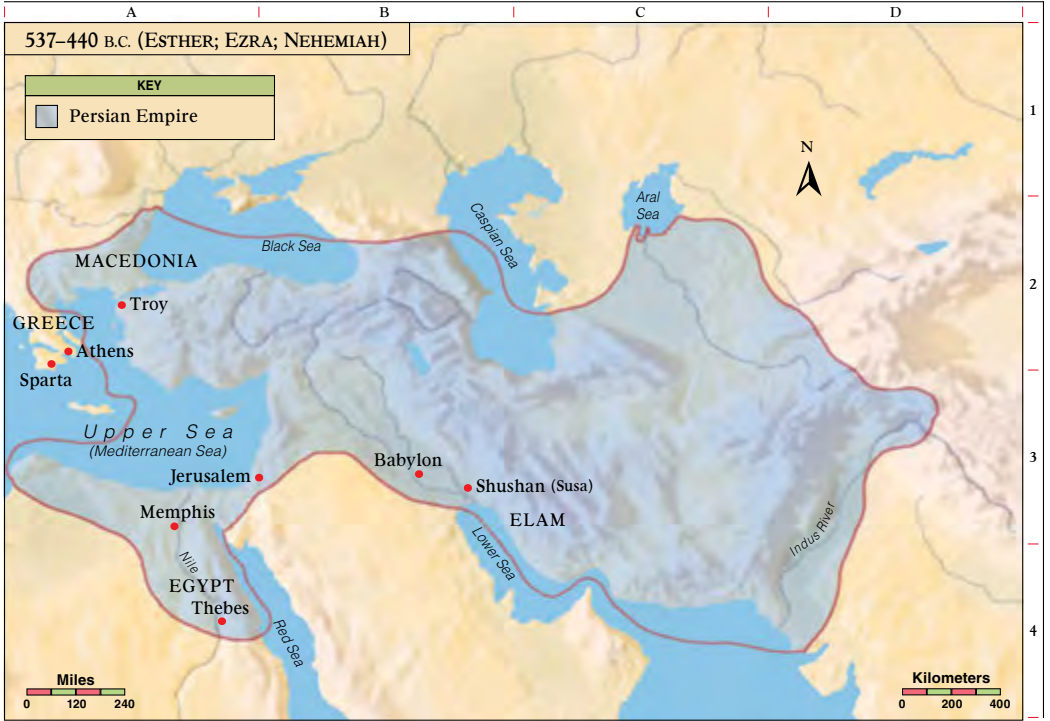 A B C D
537–440 B.C. (ESTHER; EZRA; NEHEMIAH)
KEY
Persian Empire
1
N
Aral
Sea
Caspian Sea
Black Sea
MACEDONIA
2
Troy
GREECE
Athens
Sparta
Upper Sea
(Mediterranean Sea)
3
Babylon
Jerusalem
Shushan (Susa)
Memphis
ELAM
Indus River
Lower Sea
Nile
EGYPT
Thebes
Red Sea
4
Miles
0 120 240
Kilometers
0 200 400